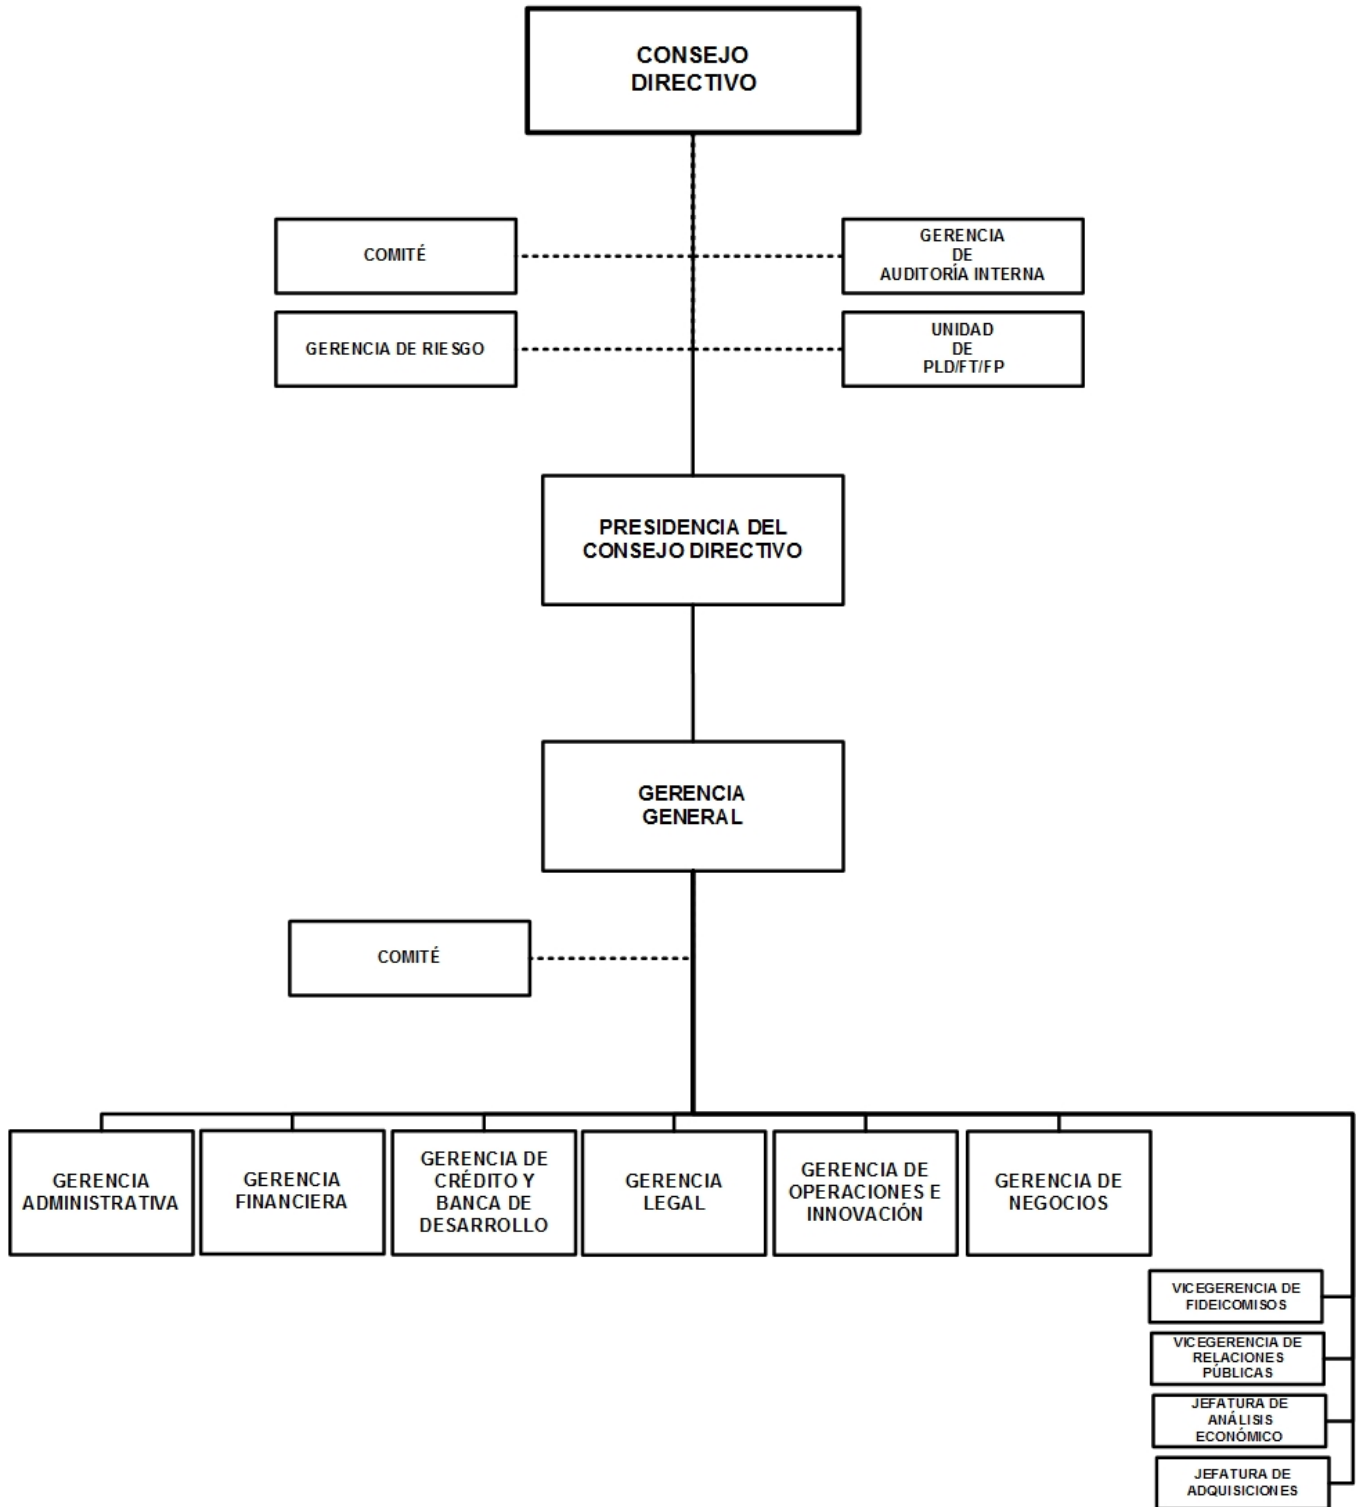 CONSEJO
DIRECTIVO
COMITÉ
GERENCIA
DE
AUDITORÍA INTERNA
GERENCIA DE RIESGO
UNIDAD
DE
PLD/FT/FP
PRESIDENCIA DEL
CONSEJO DIRECTIVO
GERENCIA
GENERAL
COMITÉ
GERENCIA
ADMINISTRATIVA
GERENCIA
FINANCIERA
GERENCIA DE
CRÉDITO Y
BANCA DE
DESARROLLO
GERENCIA
LEGAL
GERENCIA DE
OPERACIONES E
INNOVACIÓN
GERENCIA DE
NEGOCIOS
VICEGERENCIA DE
FIDEICOMISOS
VICEGERENCIA DE
RELACIONES
PÚBLICAS
JEFATURA DE
ANÁLISIS
ECONÓMICO
JEFATURA DE
ADQUISICIONES